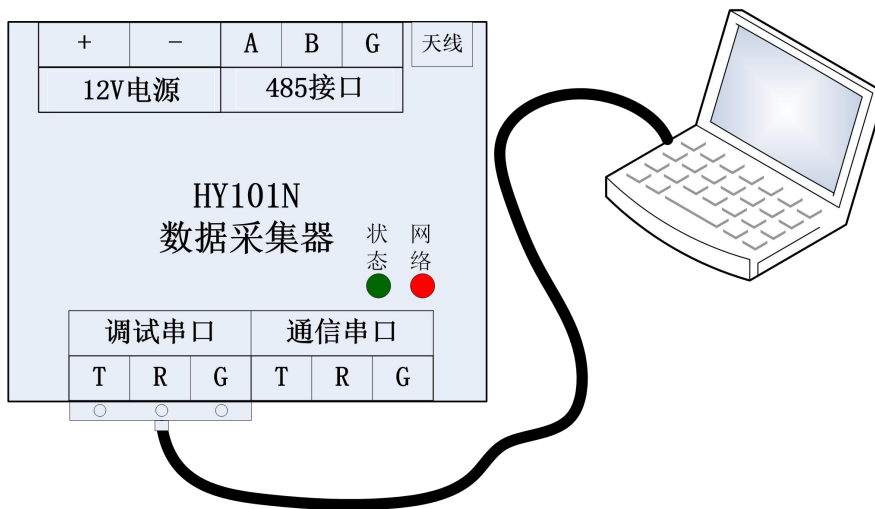 + － A B G 天线
12V电源 485接口
HY101N
数据采集器
状态 网络
调试串口 通信串口
T R G T R G